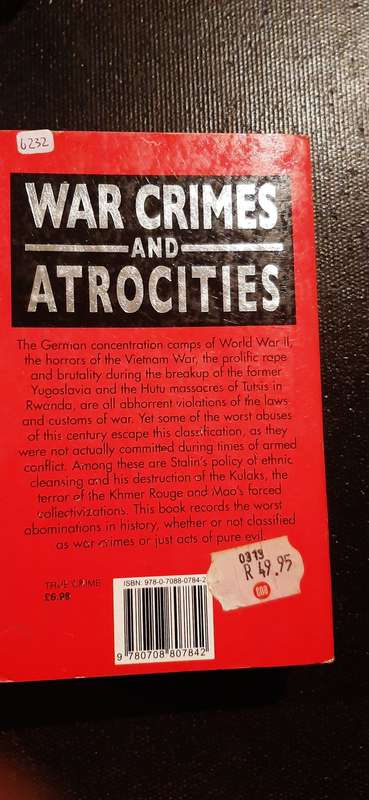 6232
WAR CRIMES
AND
ATROCITIES
The German concentration camps of World War II,
the horrors of the Vietnam War, the prolific rape
and brutality during the breakup of the former
Yugoslavia and the Hutu massacres of Tutsis in
Rwanda, are all abhorrent violations of the laws
and customs of war. Yet some of the worst abuses
of this century escape this classification, as they
were not actually committed during times of armed
conflict. Among these are Stalin's policy of ethnic
cleansing and his destruction of the Kulaks, the
terror of the Khmer Rouge and Mao's forced
collectivizations. This book records the worst
abominations in history, whether or not classified
as war crimes or just acts of pure evil.
0313
R 49.95
TRUE CRIME
£6.98
ISBN: 978-0-7088-0784-2
9 780708 807842